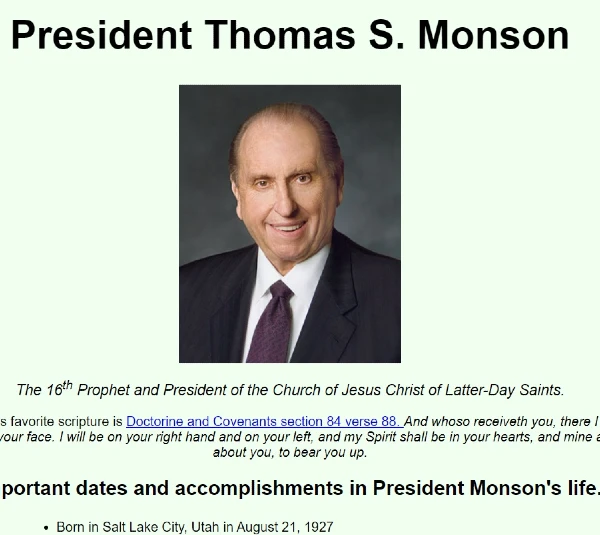 President Thomas S. Monson
The 16th Prophet and President of the Church of Jesus Christ of Latter-Day Saints.
s favorite scripture is Doctorine and Covenants section 84 verse 88. And whoso receiveth you, there I
your face. I will be on your right hand and on your left, and my Spirit shall be in your hearts, and mine a
about you, to bear you up.
portant dates and accomplishments in President Monson's life.
• Born in Salt Lake City, Utah in August 21, 1927